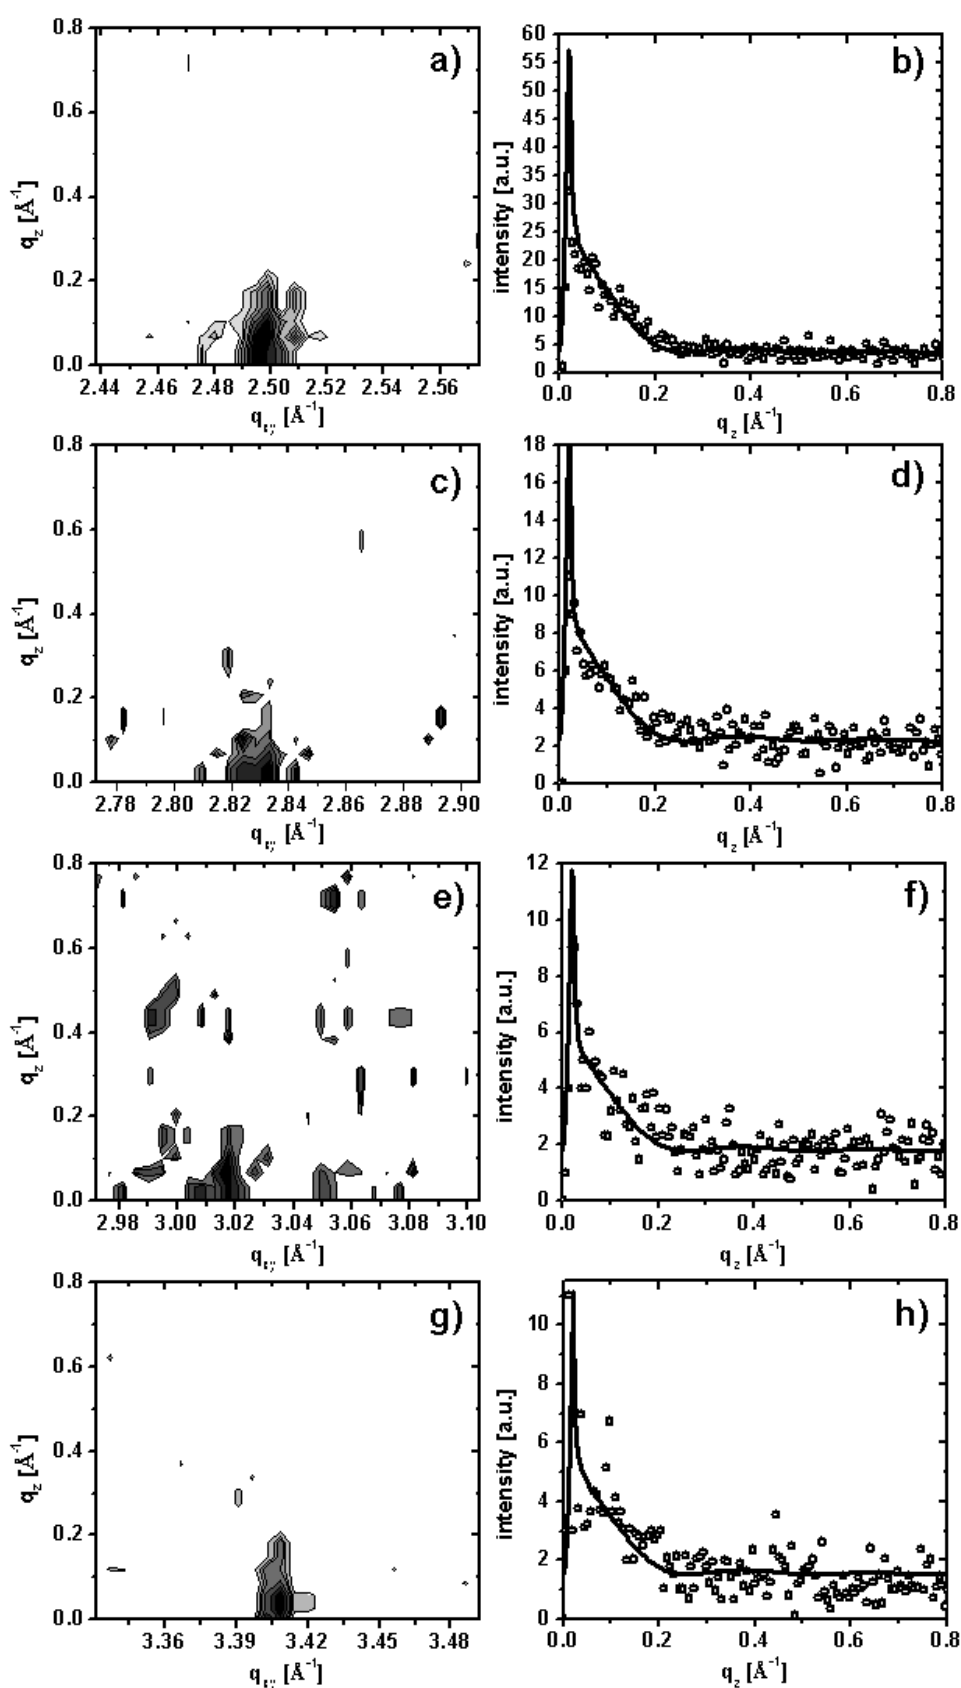 a)
0.8
0.6
0.4
0.2
0.0
q_z [Å⁻¹]
2.44 2.46 2.48 2.50 2.52 2.54 2.56
q_xy [Å⁻¹]
b)
60
55
50
45
40
35
30
25
20
15
10
5
0
intensity [a.u.]
0.0 0.2 0.4 0.6 0.8
q_z [Å⁻¹]
c)
0.8
0.6
0.4
0.2
0.0
q_z [Å⁻¹]
2.78 2.80 2.82 2.84 2.86 2.88 2.90
q_xy [Å⁻¹]
d)
18
16
14
12
10
8
6
4
2
0
intensity [a.u.]
0.0 0.2 0.4 0.6 0.8
q_z [Å⁻¹]
e)
0.8
0.6
0.4
0.2
0.0
q_z [Å⁻¹]
2.98 3.00 3.02 3.04 3.06 3.08 3.10
q_xy [Å⁻¹]
f)
12
10
8
6
4
2
0
intensity [a.u.]
0.0 0.2 0.4 0.6 0.8
q_z [Å⁻¹]
g)
0.8
0.6
0.4
0.2
0.0
q_z [Å⁻¹]
3.36 3.39 3.42 3.45 3.48
q_xy [Å⁻¹]
h)
10
8
6
4
2
0
intensity [a.u.]
0.0 0.2 0.4 0.6 0.8
q_z [Å⁻¹]